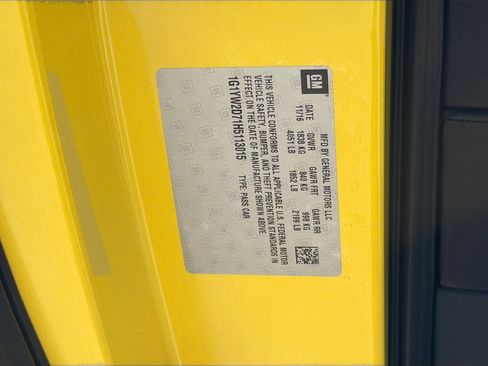 GM
MFD BY GENERAL MOTORS LLC
DATE GVWR GAWR FRT GAWR RR
11/16 1838 KG 840 KG 998 KG
4051 LB 1852 LB 2199 LB
THIS VEHICLE CONFORMS TO ALL APPLICABLE U.S. FEDERAL MOTOR
VEHICLE SAFETY, BUMPER, AND THEFT PREVENTION STANDARDS IN
EFFECT ON THE DATE OF MANUFACTURE SHOWN ABOVE.
1G1YW2D71H5113015 TYPE: PASS CAR